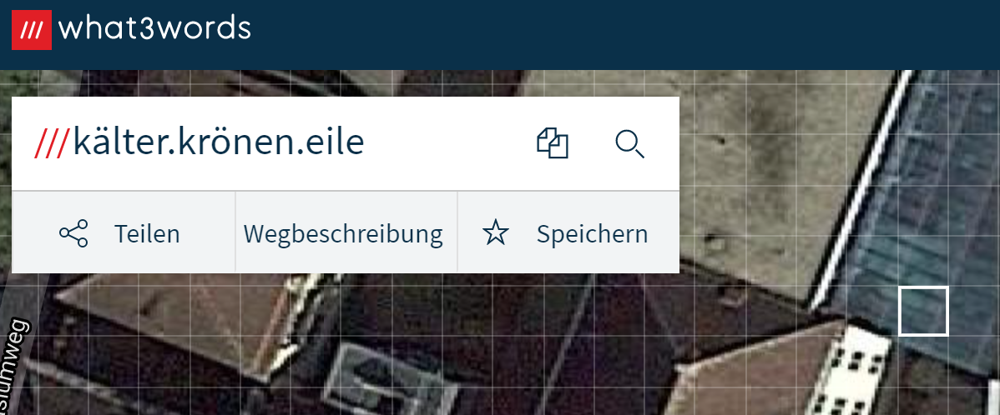 what3words
///kälter.krönen.eile
Teilen
Wegbeschreibung
Speichern